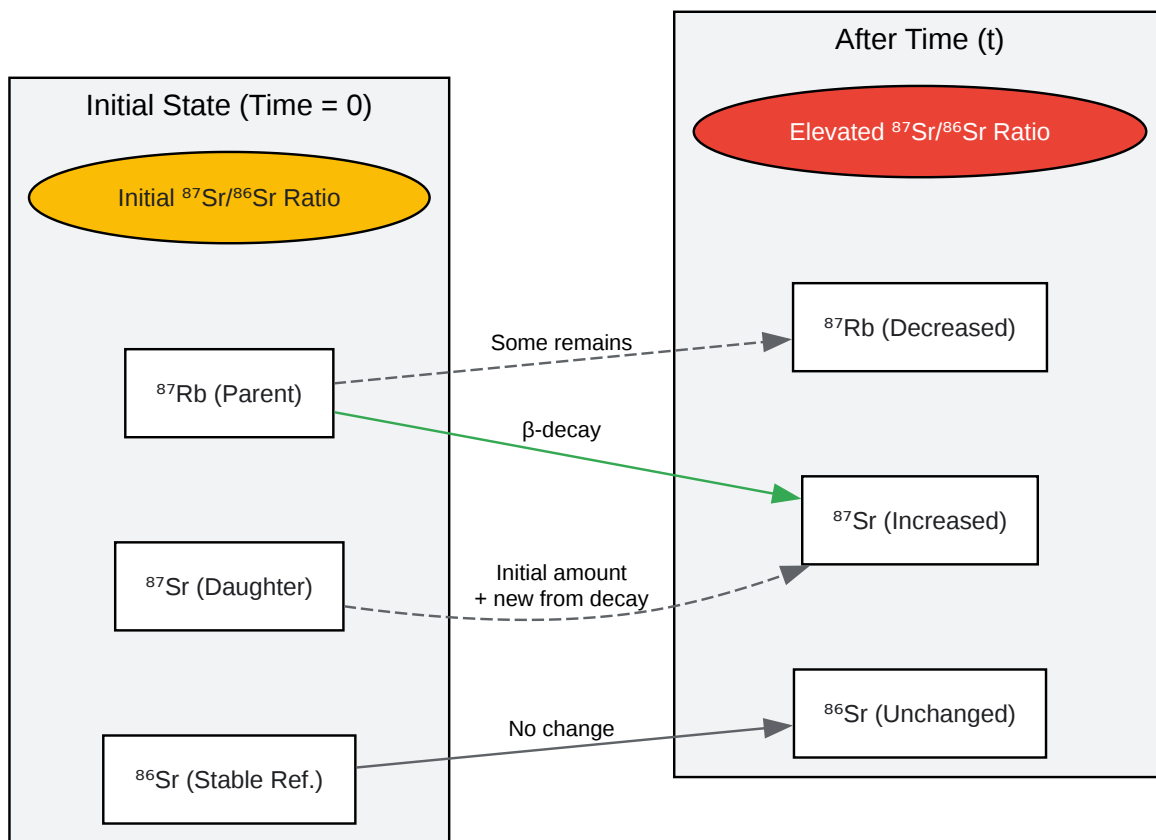 Initial State (Time = 0)
Initial ⁸⁷Sr/⁸⁶Sr Ratio
⁸⁷Rb (Parent)
⁸⁷Sr (Daughter)
⁸⁶Sr (Stable Ref.)
Some remains
β-decay
Initial amount
+ new from decay
No change
After Time (t)
Elevated ⁸⁷Sr/⁸⁶Sr Ratio
⁸⁷Rb (Decreased)
⁸⁷Sr (Increased)
⁸⁶Sr (Unchanged)